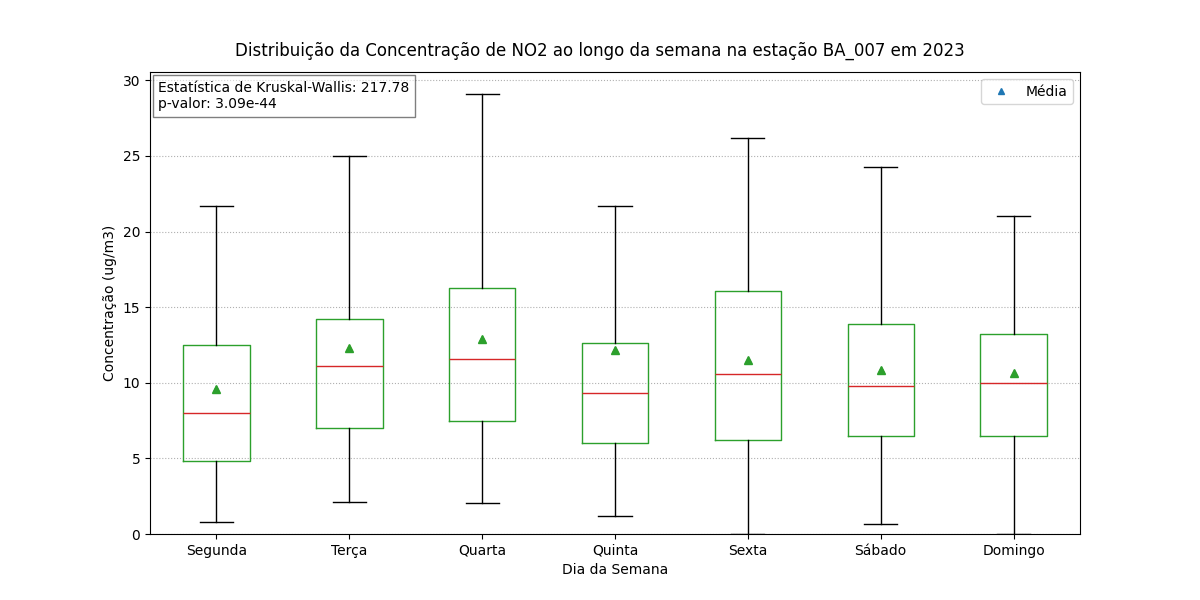 Distribuição da Concentração de NO2 ao longo da semana na estação BA_007 em 2023
Estatística de Kruskal-Wallis: 217.78
p-valor: 3.09e-44
Média
Concentração (ug/m3)
30
25
20
15
10
5
0
Segunda Terça Quarta Quinta Sexta Sábado Domingo
Dia da Semana